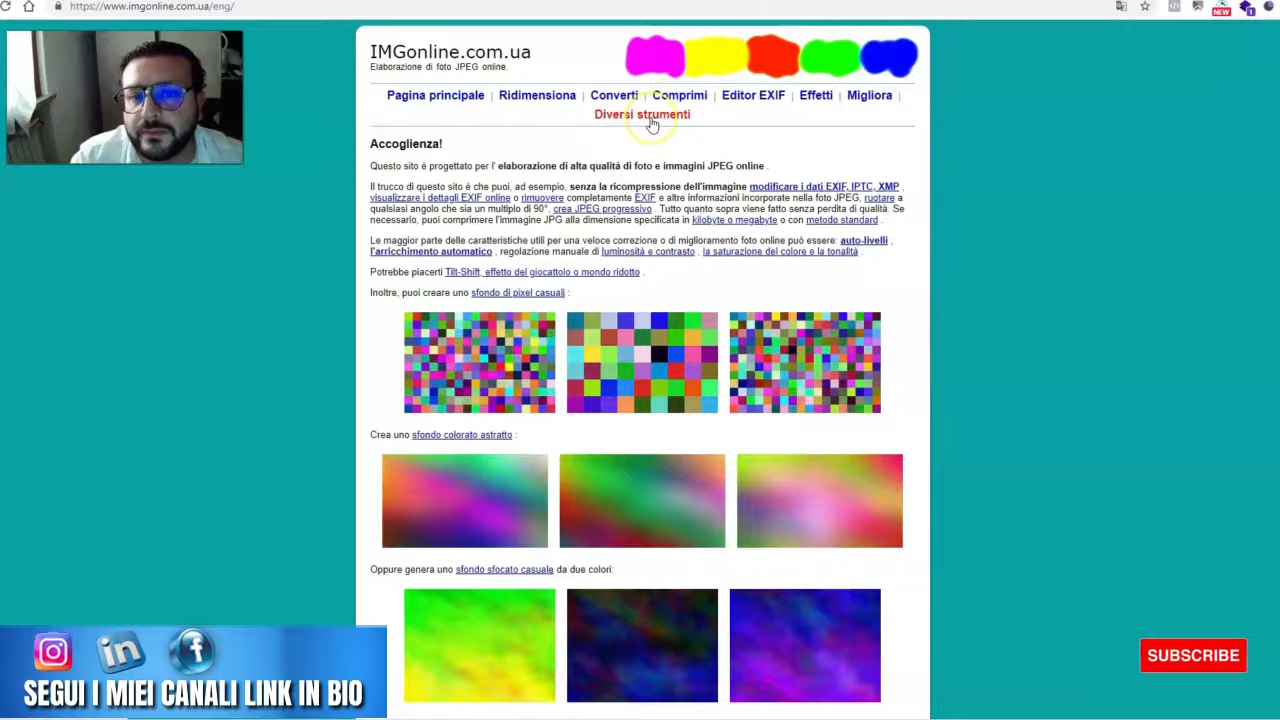 https://www.imgonline.com.ua/eng/
NEW
1
IMGonline.com.ua
Elaborazione di foto JPEG online.
Pagina principale | Ridimensiona | Converti | Comprimi | Editor EXIF | Effetti | Migliora |
Diversi strumenti
Accoglienza!
Questo sito è progettato per l' elaborazione di alta qualità di foto e immagini JPEG online .
Il trucco di questo sito è che puoi, ad esempio, senza la ricompressione dell'immagine modificare i dati EXIF, IPTC, XMP ,
visualizzare i dettagli EXIF online o rimuovere completamente EXIF e altre informazioni incorporate nella foto JPEG, ruotare a
qualsiasi angolo che sia un multiplo di 90°, crea JPEG progressivo . Tutto quanto sopra viene fatto senza perdita di qualità. Se
necessario, puoi comprimere l'immagine JPG alla dimensione specificata in kilobyte o megabyte o con metodo standard .
Le maggior parte delle caratteristiche utili per una veloce correzione o di miglioramento foto online può essere: auto-livelli ,
l'arricchimento automatico , regolazione manuale di luminosità e contrasto , la saturazione del colore e la tonalità .
Potrebbe piacerti Tilt-Shift, effetto del giocattolo o mondo ridotto .
Inoltre, puoi creare uno sfondo di pixel casuali :
Crea uno sfondo colorato astratto :
Oppure genera uno sfondo sfocato casuale da due colori:
in
f
SEGUI I MIEI CANALI LINK IN BIO
SUBSCRIBE